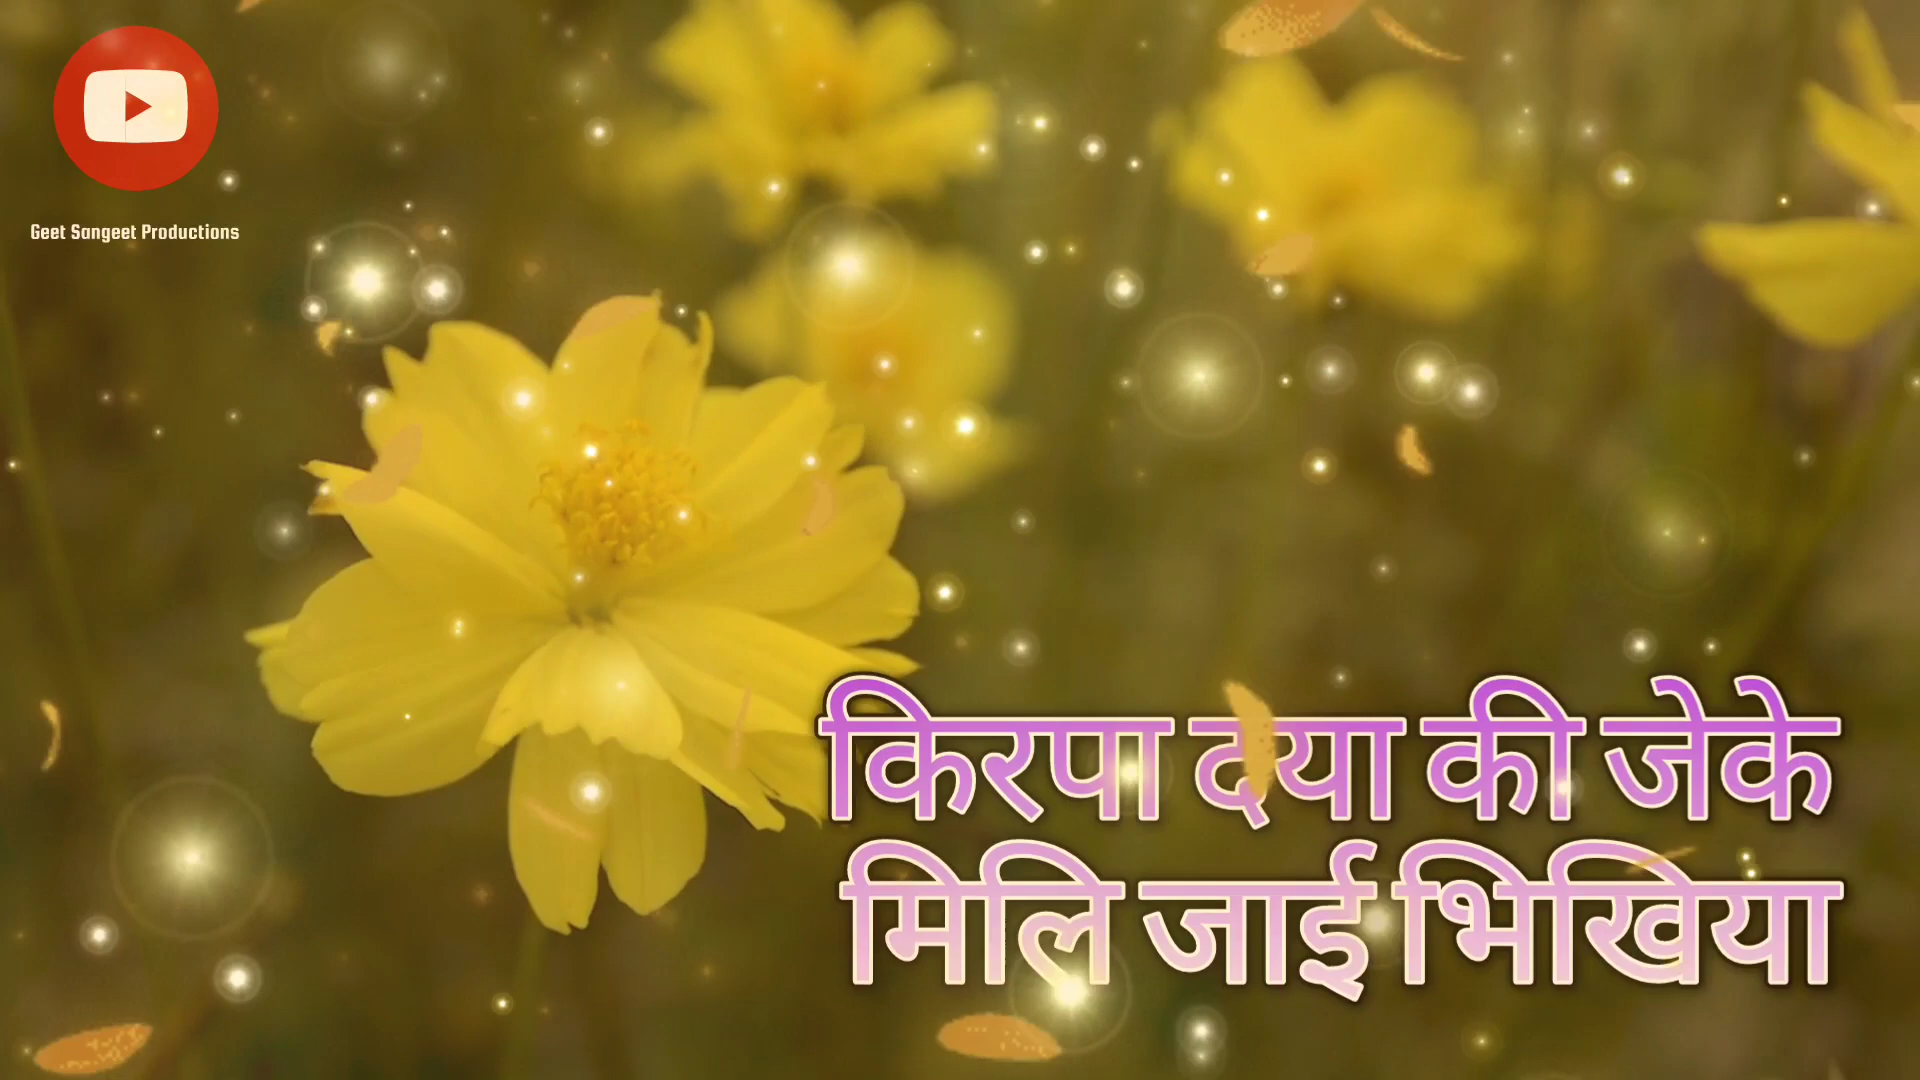 Geet Sangeet Productions
किरपा दया की जेके
मिलि जाई भिखिया